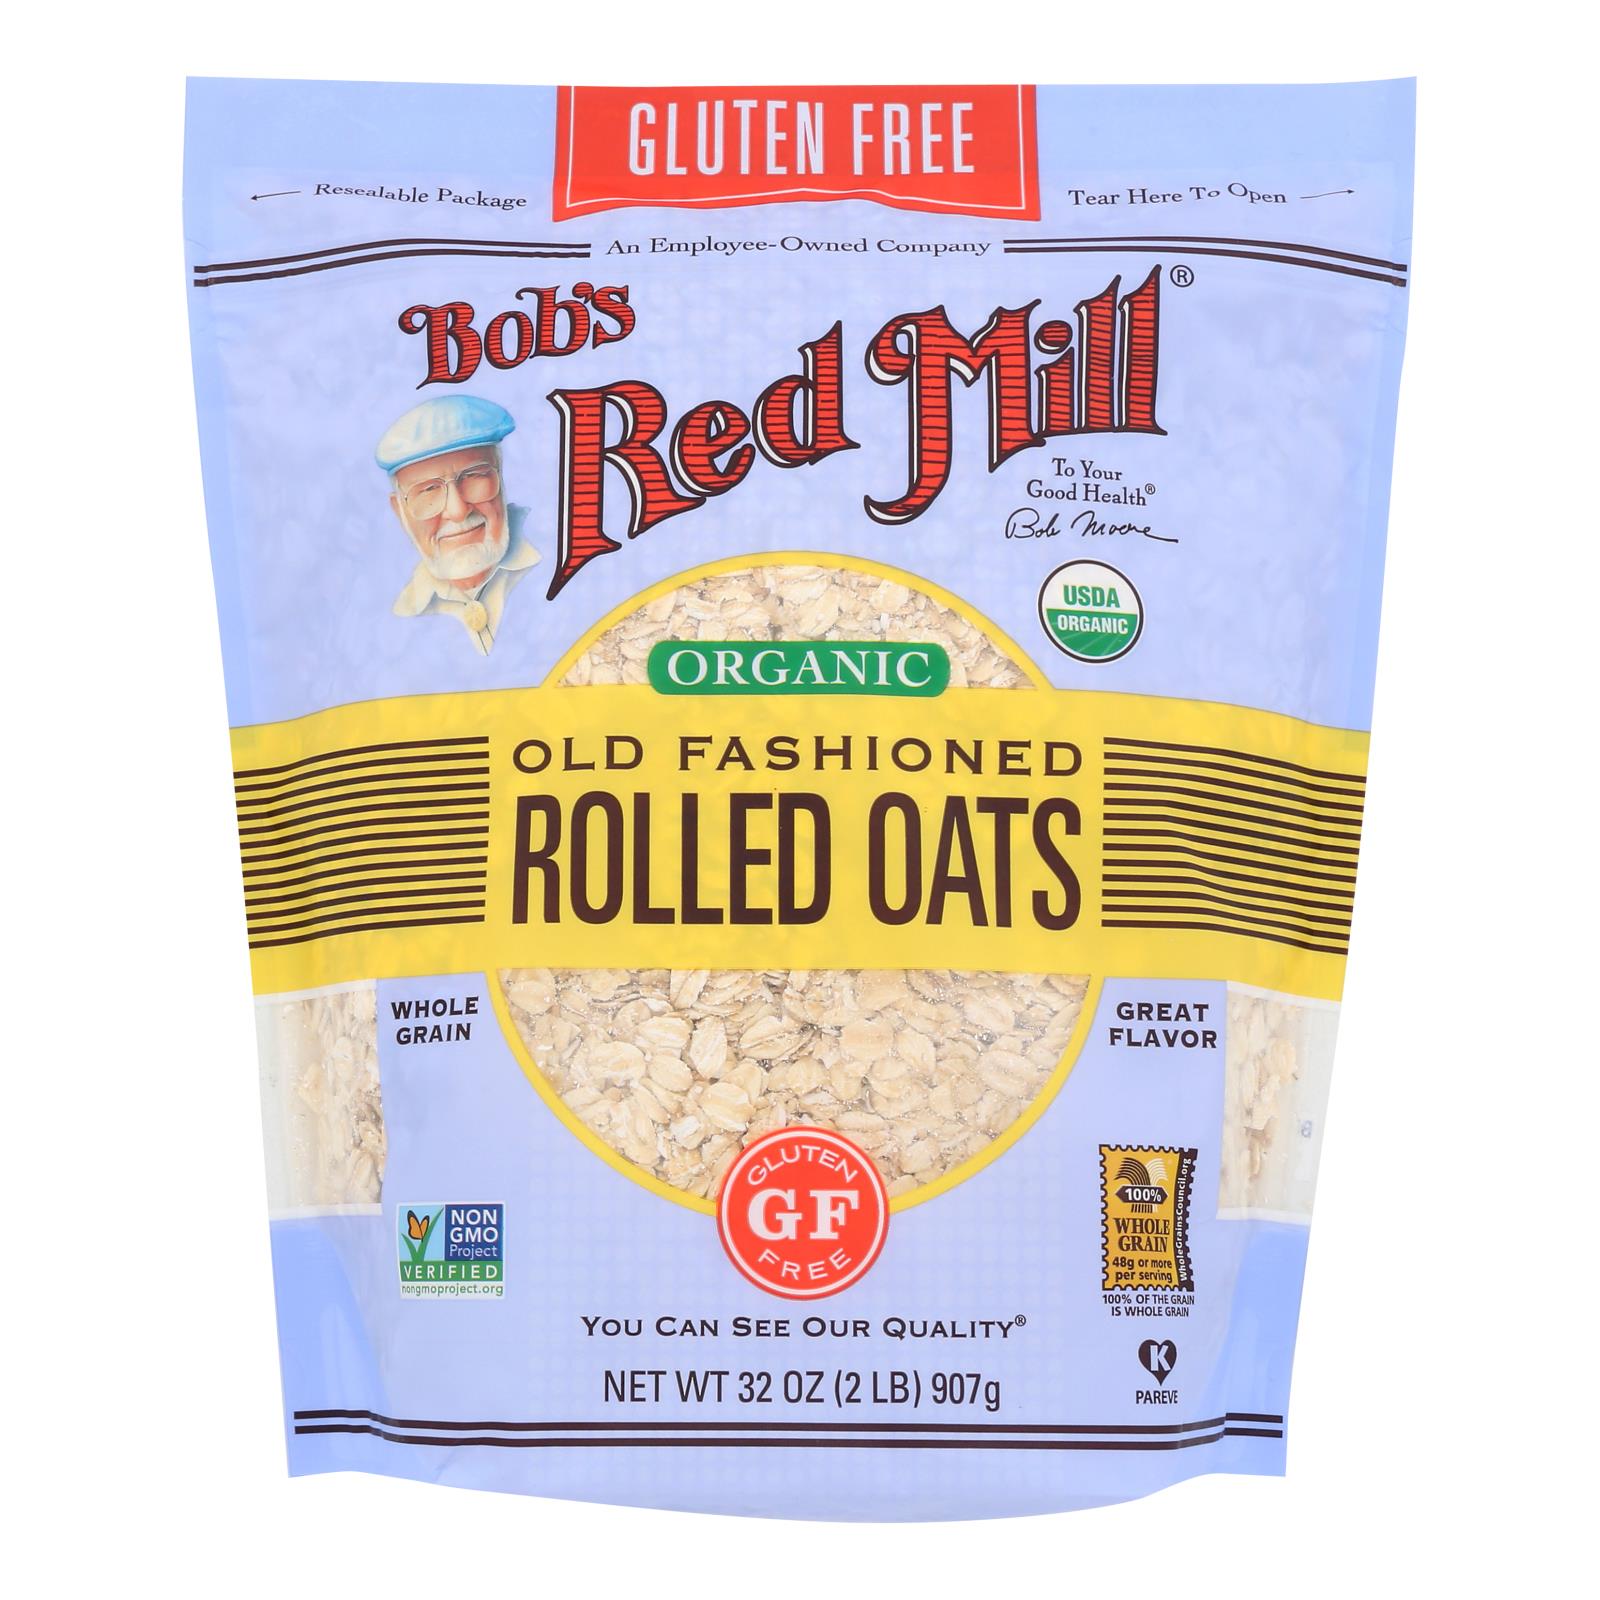 GLUTEN FREE
Resealable Package
Tear Here To Open
An Employee-Owned Company
Bob's
Red Mill®
To Your
Good Health®
Bob Moore
USDA
ORGANIC
ORGANIC
OLD FASHIONED
ROLLED OATS
WHOLE
GRAIN
GREAT
FLAVOR
GLUTEN
GF
FREE
NON
GMO
Project
VERIFIED
nongmoproject.org
100%
WHOLE
GRAIN
48g or more
per serving
WholeGrainsCouncil.org
100% OF THE GRAIN
IS WHOLE GRAIN
YOU CAN SEE OUR QUALITY®
K
PAREVE
NET WT 32 OZ (2 LB) 907g